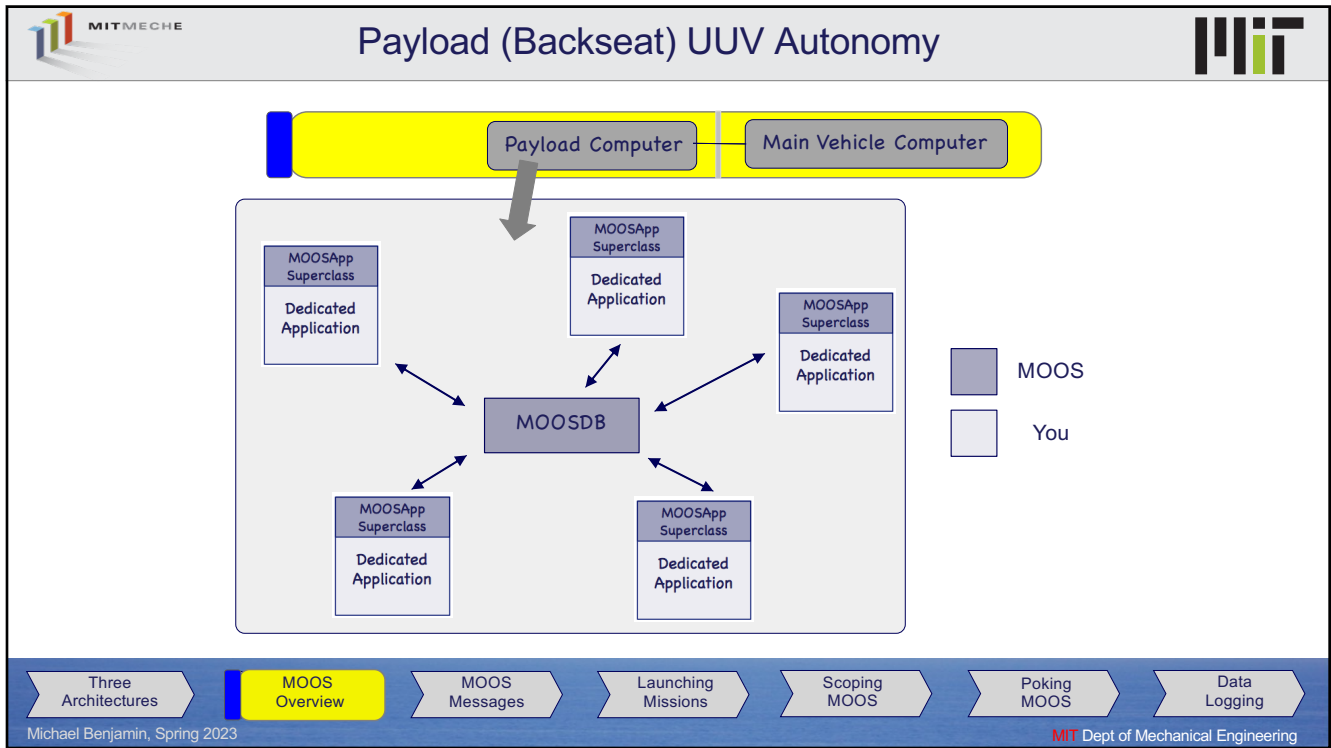 MITMECHE
Payload (Backseat) UUV Autonomy
MIT
Payload Computer
Main Vehicle Computer
MOOSApp
Superclass
Dedicated
Application
MOOSApp
Superclass
Dedicated
Application
MOOSApp
Superclass
Dedicated
Application
MOOSDB
MOOSApp
Superclass
Dedicated
Application
MOOSApp
Superclass
Dedicated
Application
MOOS
You
Three
Architectures
MOOS
Overview
MOOS
Messages
Launching
Missions
Scoping
MOOS
Poking
MOOS
Data
Logging
Michael Benjamin, Spring 2023
MIT Dept of Mechanical Engineering